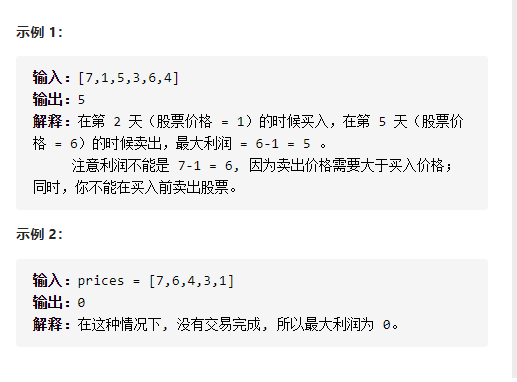 示例 1：
输入：[7,1,5,3,6,4]
输出：5
解释：在第 2 天（股票价格 = 1）的时候买入，在第 5 天（股票价
格 = 6）的时候卖出，最大利润 = 6-1 = 5 。
注意利润不能是 7-1 = 6, 因为卖出价格需要大于买入价格；
同时，你不能在买入前卖出股票。
示例 2：
输入：prices = [7,6,4,3,1]
输出：0
解释：在这种情况下, 没有交易完成, 所以最大利润为 0。